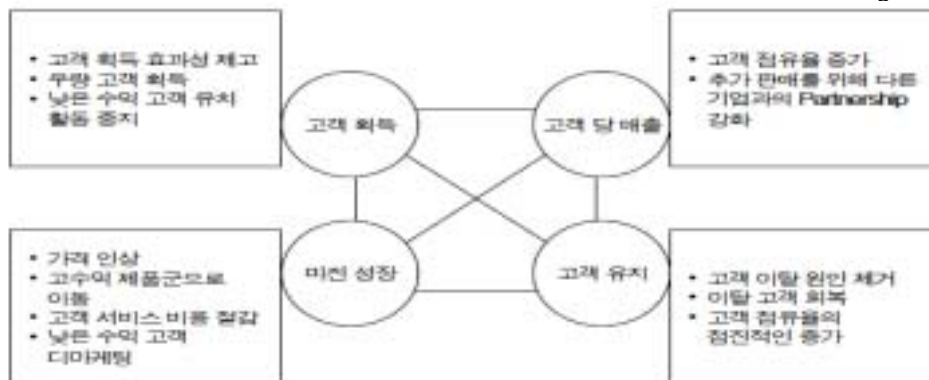 • 고객 획득 효과성 제고
• 우량 고객 획득
• 낮은 수익 고객 유치
활동 중지
고객 획득
고객 당 매출
• 고객 점유율 증가
• 추가 판매를 위해 다른
기업과의 Partnership
강화
• 가격 인상
• 고수익 제품군으로
이동
• 고객 서비스 비용 절감
• 낮은 수익 고객
디마케팅
마진 성장
고객 유지
• 고객 이탈 원인 제거
• 이탈 고객 회복
• 고객 점유율의
점진적인 증가